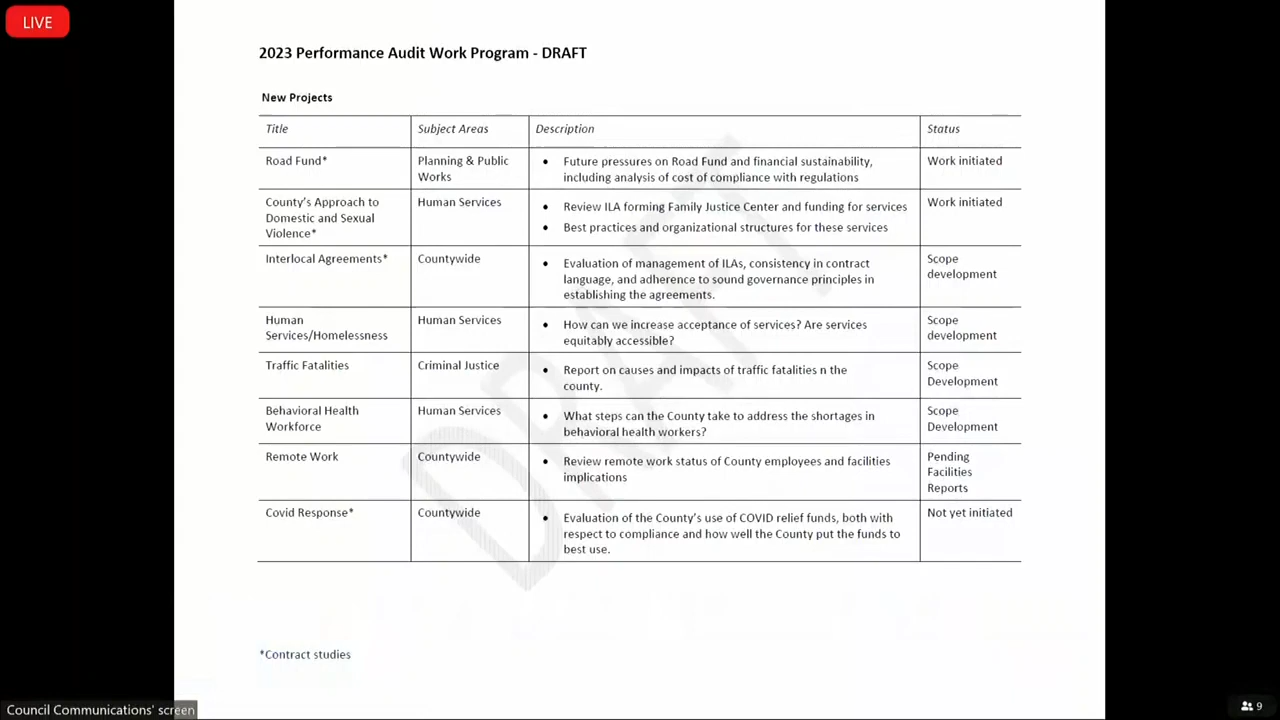 LIVE
2023 Performance Audit Work Program - DRAFT
New Projects
Title
Subject Areas
Description
Status
Road Fund*
Planning & Public
Works
• Future pressures on Road Fund and financial sustainability,
including analysis of cost of compliance with regulations
Work initiated
County's Approach to
Domestic and Sexual
Violence*
Human Services
• Review ILA forming Family Justice Center and funding for services
• Best practices and organizational structures for these services
Work initiated
Interlocal Agreements*
Countywide
• Evaluation of management of ILAs, consistency in contract
language, and adherence to sound governance principles in
establishing the agreements.
Scope
development
Human
Services/Homelessness
Human Services
• How can we increase acceptance of services? Are services
equitably accessible?
Scope
development
Traffic Fatalities
Criminal Justice
• Report on causes and impacts of traffic fatalities n the
county.
Scope
Development
Behavioral Health
Workforce
Human Services
• What steps can the County take to address the shortages in
behavioral health workers?
Scope
Development
Remote Work
Countywide
• Review remote work status of County employees and facilities
implications
Pending
Facilities
Reports
Covid Response*
Countywide
• Evaluation of the County's use of COVID relief funds, both with
respect to compliance and how well the County put the funds to
best use.
Not yet initiated
DRAFT
*Contract studies
Council Communications' screen
9